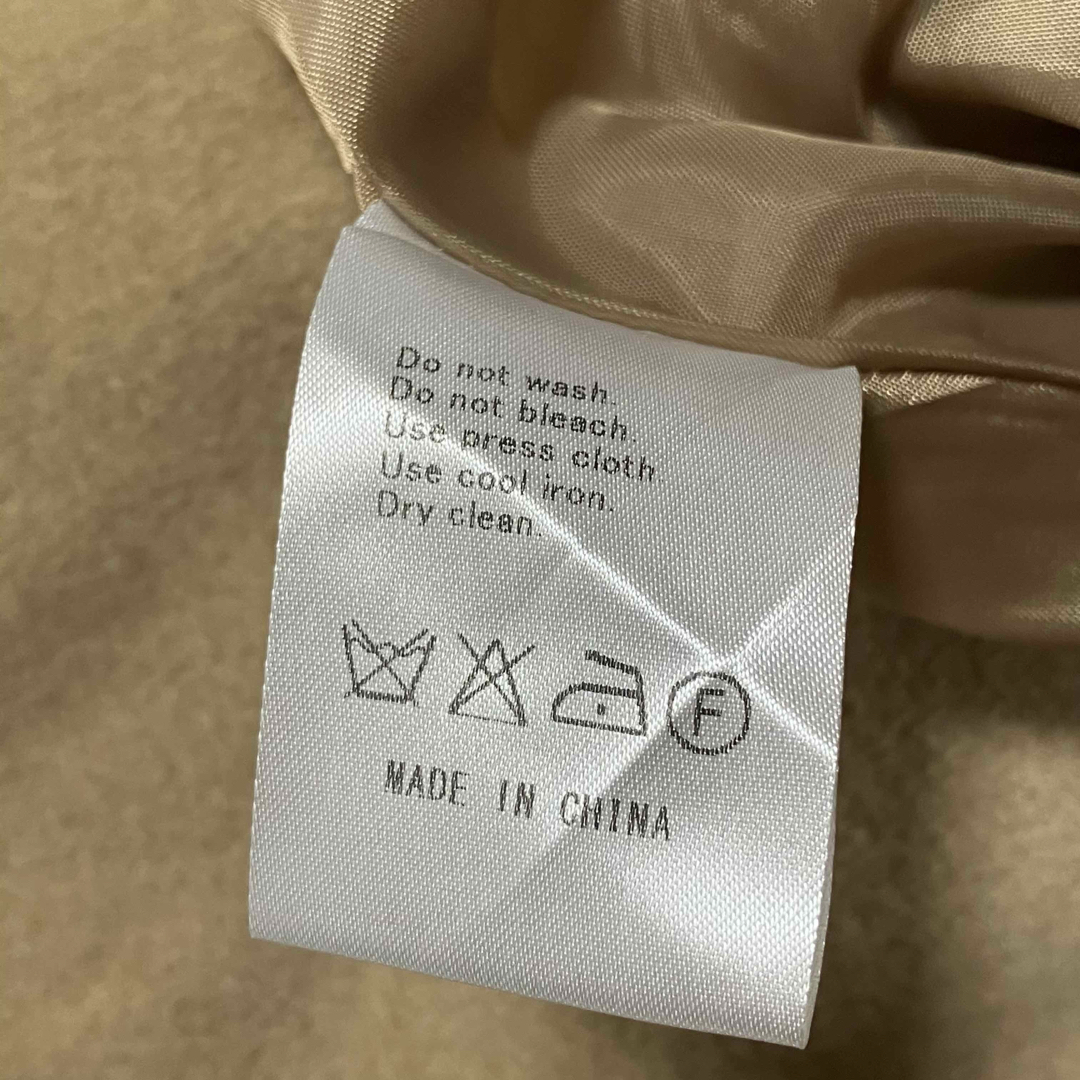 Do not wash.
Do not bleach.
Use press cloth.
Use cool iron.
Dry clean.
F
MADE IN CHINA